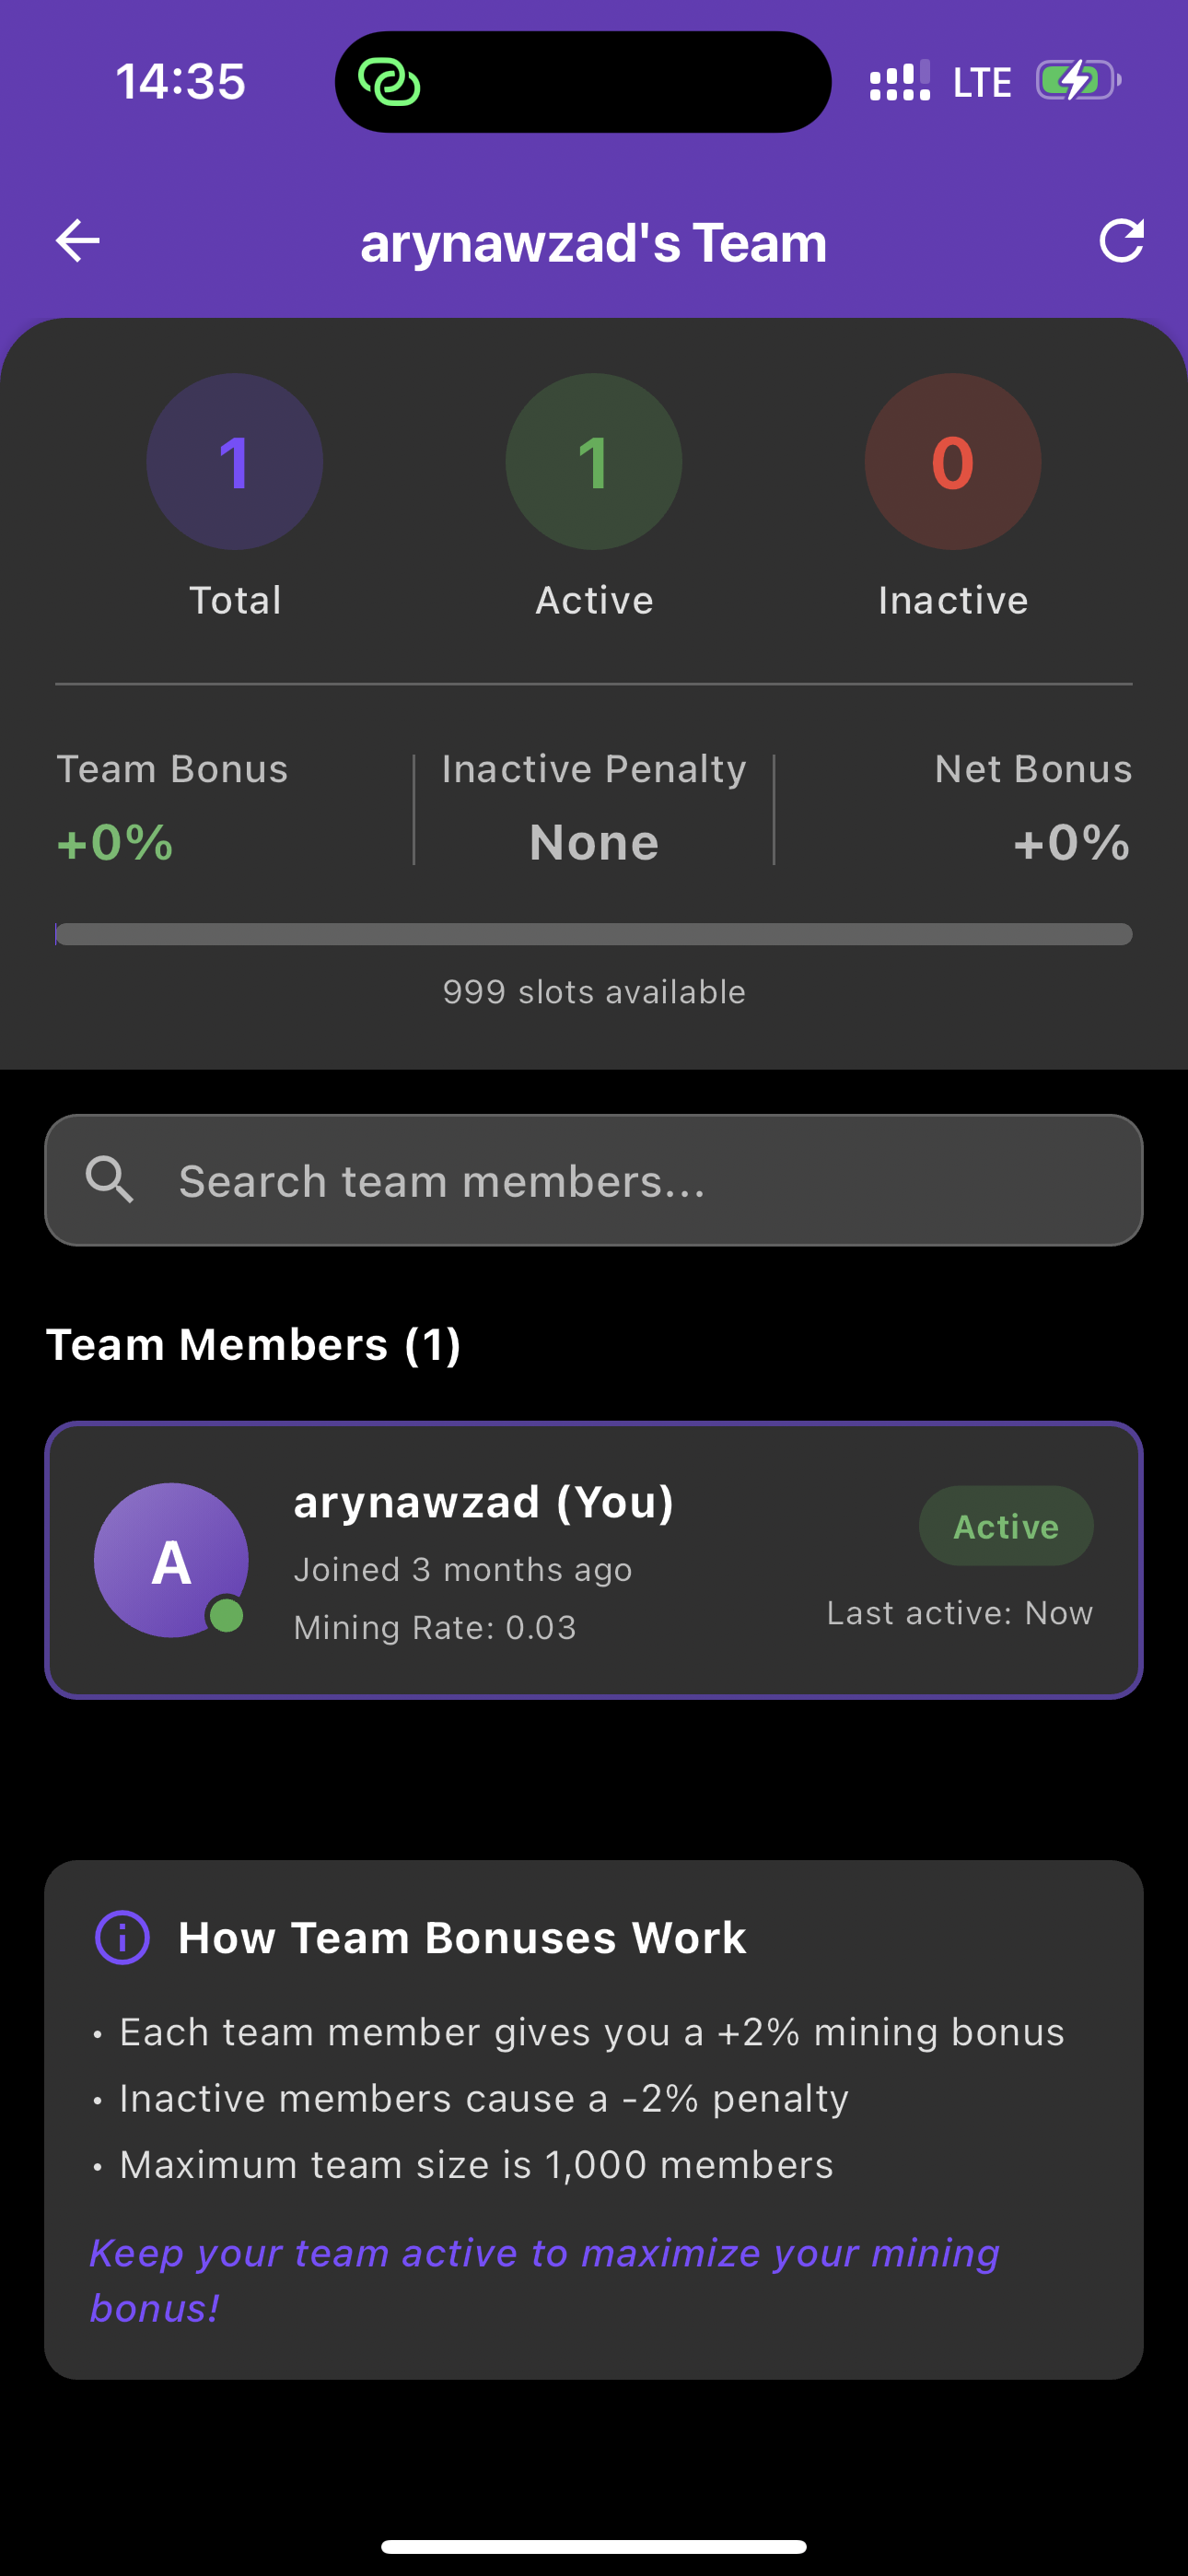 14:35
LTE
arynawzad's Team
1
1
0
Total
Active
Inactive
Team Bonus
Inactive Penalty
Net Bonus
+0%
None
+0%
999 slots available
Search team members...
Team Members (1)
A
arynawzad (You)
Joined 3 months ago
Mining Rate: 0.03
Active
Last active: Now
How Team Bonuses Work
• Each team member gives you a +2% mining bonus
• Inactive members cause a -2% penalty
• Maximum team size is 1,000 members
Keep your team active to maximize your mining
bonus!